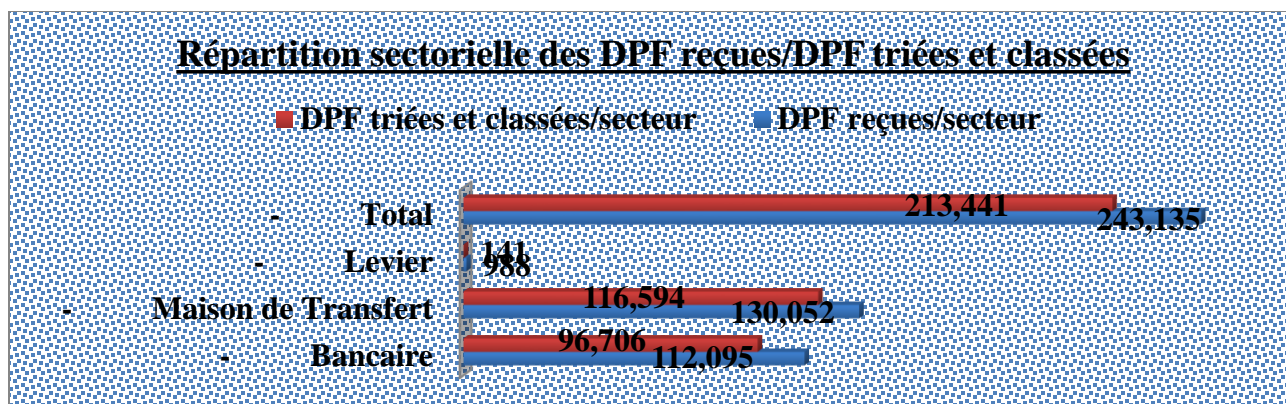 Répartition sectorielle des DPF reçues/DPF triées et classées
DPF triées et classées/secteur DPF reçues/secteur
- Total 213,441
243,135
- Levier 141
988
- Maison de Transfert 116,594
130,052
- Bancaire 96,706
112,095